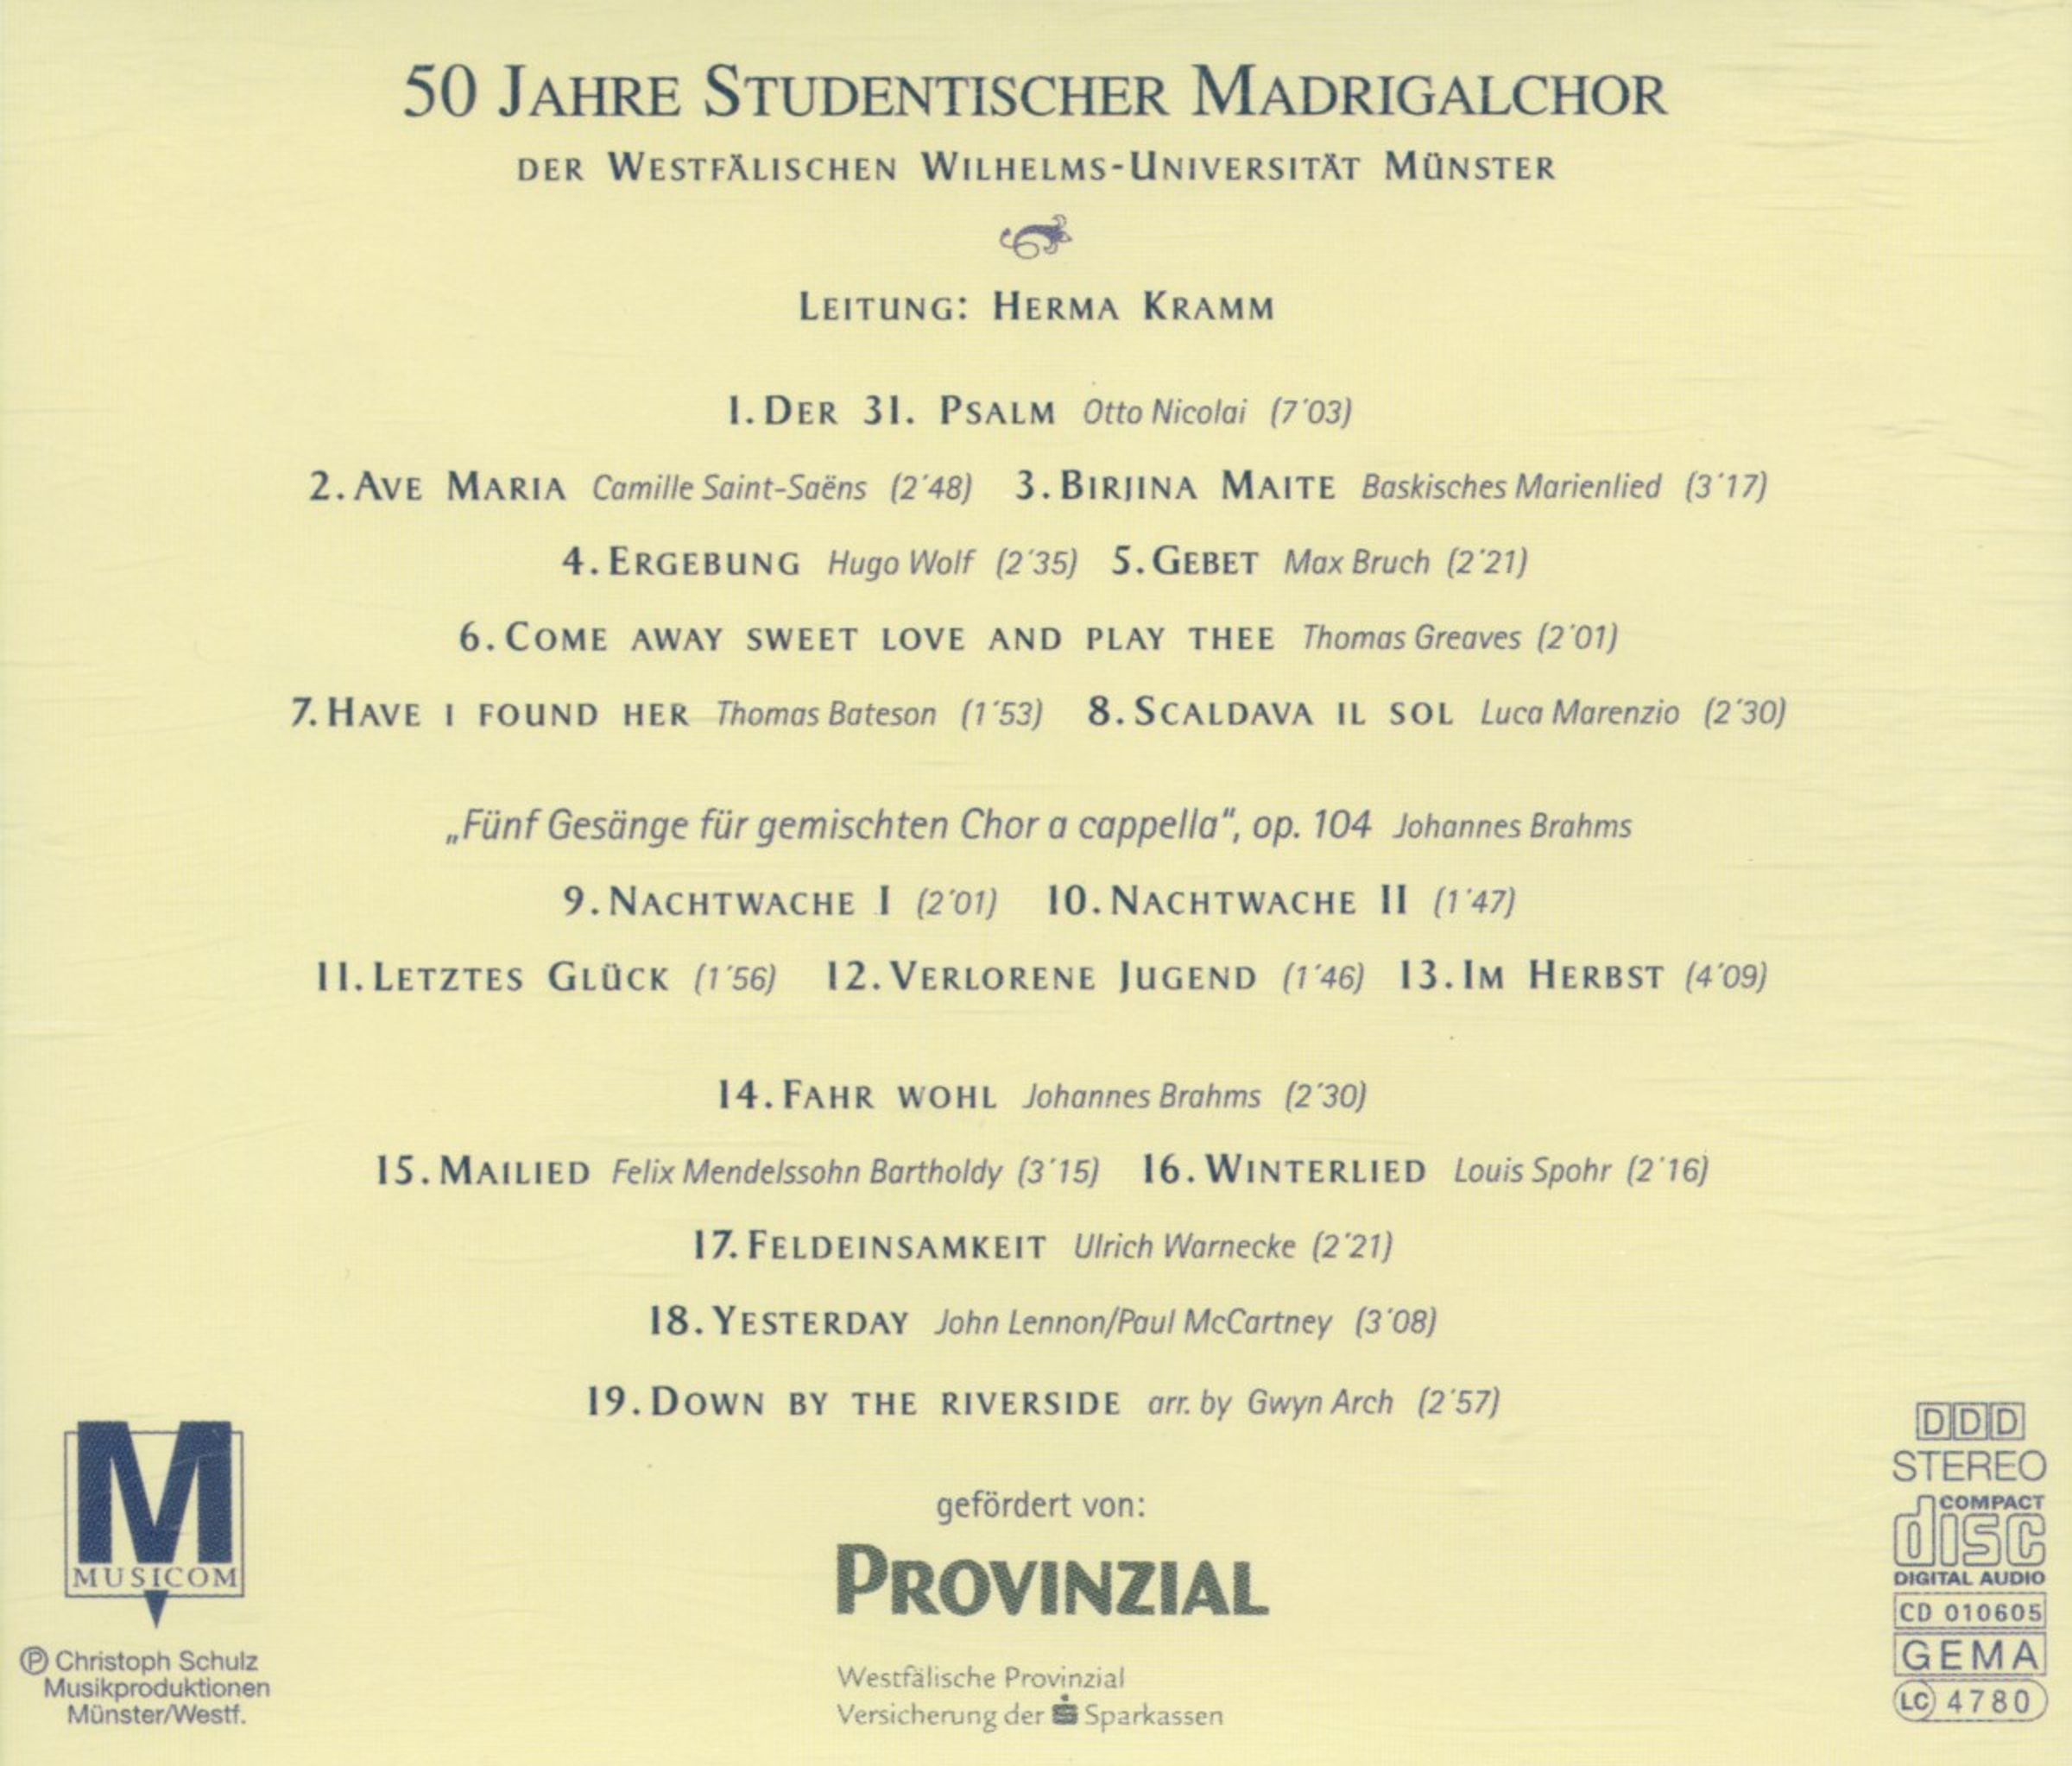 50 JAHRE STUDENTISCHER MADRIGALCHOR
DER WESTFÄLISCHEN WILHELMS-UNIVERSITÄT MÜNSTER
LEITUNG: HERMA KRAMM
1. DER 31. PSALM Otto Nicolai (7´03)
2. AVE MARIA Camille Saint-Saëns (2´48) 3. BIRJINA MAITE Baskisches Marienlied (3´17)
4. ERGEBUNG Hugo Wolf (2´35) 5. GEBET Max Bruch (2´21)
6. COME AWAY SWEET LOVE AND PLAY THEE Thomas Greaves (2´01)
7. HAVE I FOUND HER Thomas Bateson (1´53) 8. SCALDAVA IL SOL Luca Marenzio (2´30)
„Fünf Gesänge für gemischten Chor a cappella“, op. 104 Johannes Brahms
9. NACHTWACHE I (2´01) 10. NACHTWACHE II (1´47)
11. LETZTES GLÜCK (1´56) 12. VERLORENE JUGEND (1´46) 13. IM HERBST (4´09)
14. FAHR WOHL Johannes Brahms (2´30)
15. MAILIED Felix Mendelssohn Bartholdy (3´15) 16. WINTERLIED Louis Spohr (2´16)
17. FELDEINSAMKEIT Ulrich Warnecke (2´21)
18. YESTERDAY John Lennon/Paul McCartney (3´08)
19. DOWN BY THE RIVERSIDE arr. by Gwyn Arch (2´57)
gefördert von:
PROVINZIAL
Westfälische Provinzial
Versicherung der Sparkassen
M
MUSICOM
℗ Christoph Schulz
Musikproduktionen
Münster/Westf.
DDD
STEREO
COMPACT
disc
DIGITAL AUDIO
CD 010605
GEMA
LC 4780